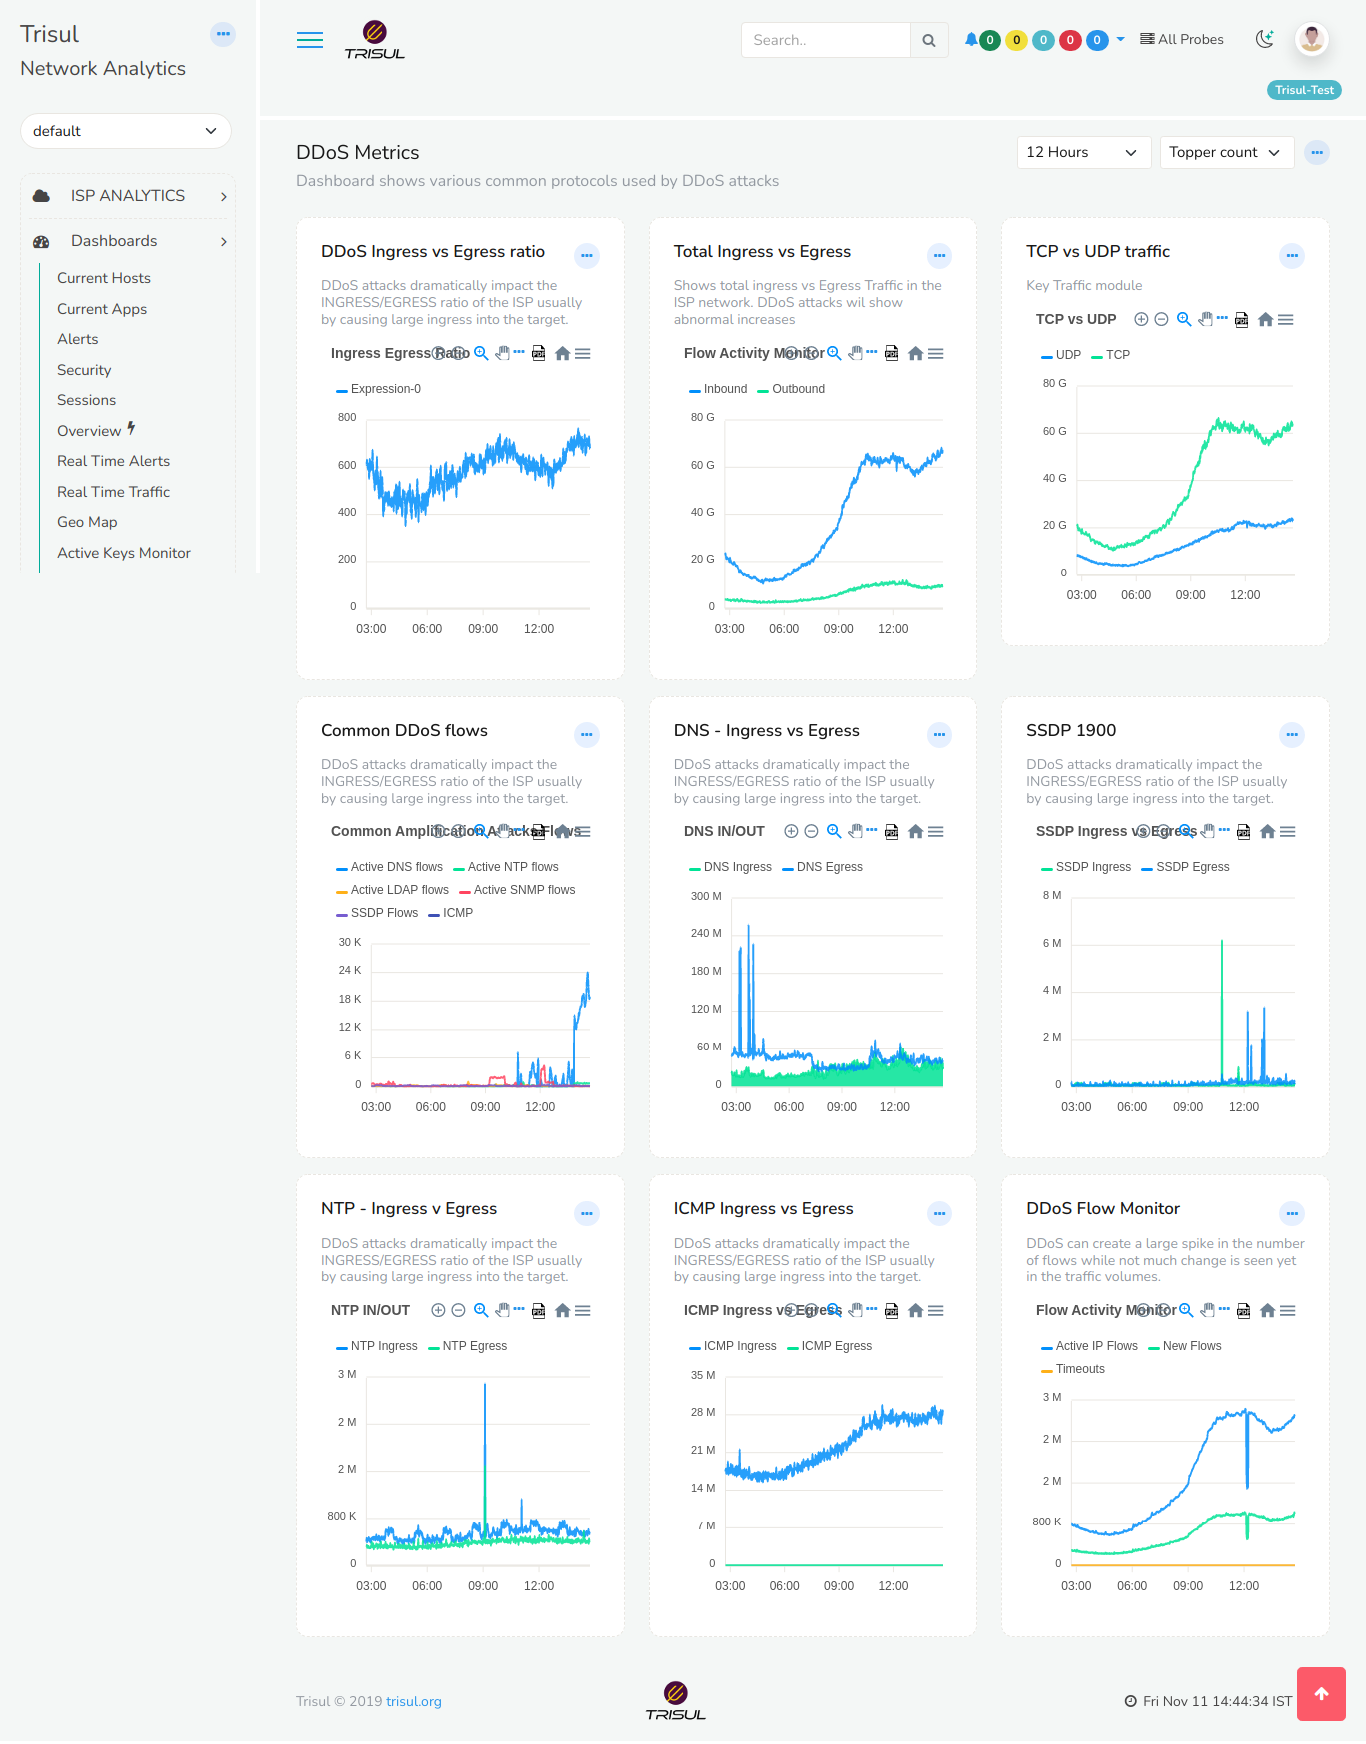 Trisul
Network Analytics
default
ISP ANALYTICS
Dashboards
Current Hosts
Current Apps
Alerts
Security
Sessions
Overview
Real Time Alerts
Real Time Traffic
Geo Map
Active Keys Monitor
TRISUL
Search..
0 0 0 0 0
All Probes
Trisul-Test
DDoS Metrics
Dashboard shows various common protocols used by DDoS attacks
12 Hours
Topper count
DDoS Ingress vs Egress ratio
DDoS attacks dramatically impact the
INGRESS/EGRESS ratio of the ISP usually
by causing large ingress into the target.
Ingress Egress Ratio
PDF
Expression-0
800
600
400
200
0
03:00 06:00 09:00 12:00
Total Ingress vs Egress
Shows total ingress vs Egress Traffic in the
ISP network. DDoS attacks wil show
abnormal increases
Flow Activity Monitor
PDF
Inbound Outbound
80 G
60 G
40 G
20 G
0
03:00 06:00 09:00 12:00
TCP vs UDP traffic
Key Traffic module
TCP vs UDP
PDF
UDP TCP
80 G
60 G
40 G
20 G
0
03:00 06:00 09:00 12:00
Common DDoS flows
DDoS attacks dramatically impact the
INGRESS/EGRESS ratio of the ISP usually
by causing large ingress into the target.
Common Amplification Attacks Flows
PDF
Active DNS flows Active NTP flows
Active LDAP flows Active SNMP flows
SSDP Flows ICMP
30 K
24 K
18 K
12 K
6 K
0
03:00 06:00 09:00 12:00
DNS - Ingress vs Egress
DDoS attacks dramatically impact the
INGRESS/EGRESS ratio of the ISP usually
by causing large ingress into the target.
DNS IN/OUT
PDF
DNS Ingress DNS Egress
300 M
240 M
180 M
120 M
60 M
0
03:00 06:00 09:00 12:00
SSDP 1900
DDoS attacks dramatically impact the
INGRESS/EGRESS ratio of the ISP usually
by causing large ingress into the target.
SSDP Ingress vs Egress
PDF
SSDP Ingress SSDP Egress
8 M
6 M
4 M
2 M
0
03:00 06:00 09:00 12:00
NTP - Ingress v Egress
DDoS attacks dramatically impact the
INGRESS/EGRESS ratio of the ISP usually
by causing large ingress into the target.
NTP IN/OUT
PDF
NTP Ingress NTP Egress
3 M
2 M
2 M
800 K
0
03:00 06:00 09:00 12:00
ICMP Ingress vs Egress
DDoS attacks dramatically impact the
INGRESS/EGRESS ratio of the ISP usually
by causing large ingress into the target.
ICMP Ingress vs Egress
PDF
ICMP Ingress ICMP Egress
35 M
28 M
21 M
14 M
7 M
0
03:00 06:00 09:00 12:00
DDoS Flow Monitor
DDoS can create a large spike in the number
of flows while not much change is seen yet
in the traffic volumes.
Flow Activity Monitor
PDF
Active IP Flows New Flows
Timeouts
3 M
2 M
2 M
800 K
0
03:00 06:00 09:00 12:00
Trisul © 2019 trisul.org
TRISUL
Fri Nov 11 14:44:34 IST